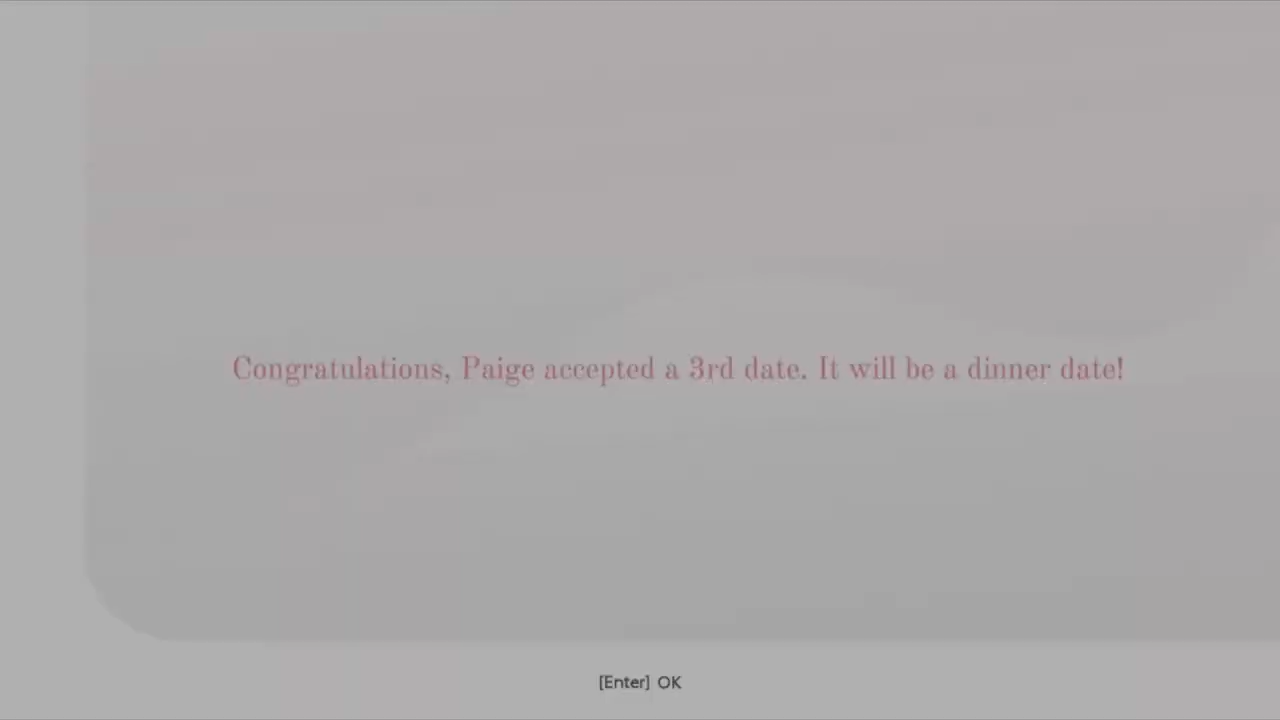 Congratulations, Paige accepted a 3rd date. It will be a dinner date!
[Enter] OK